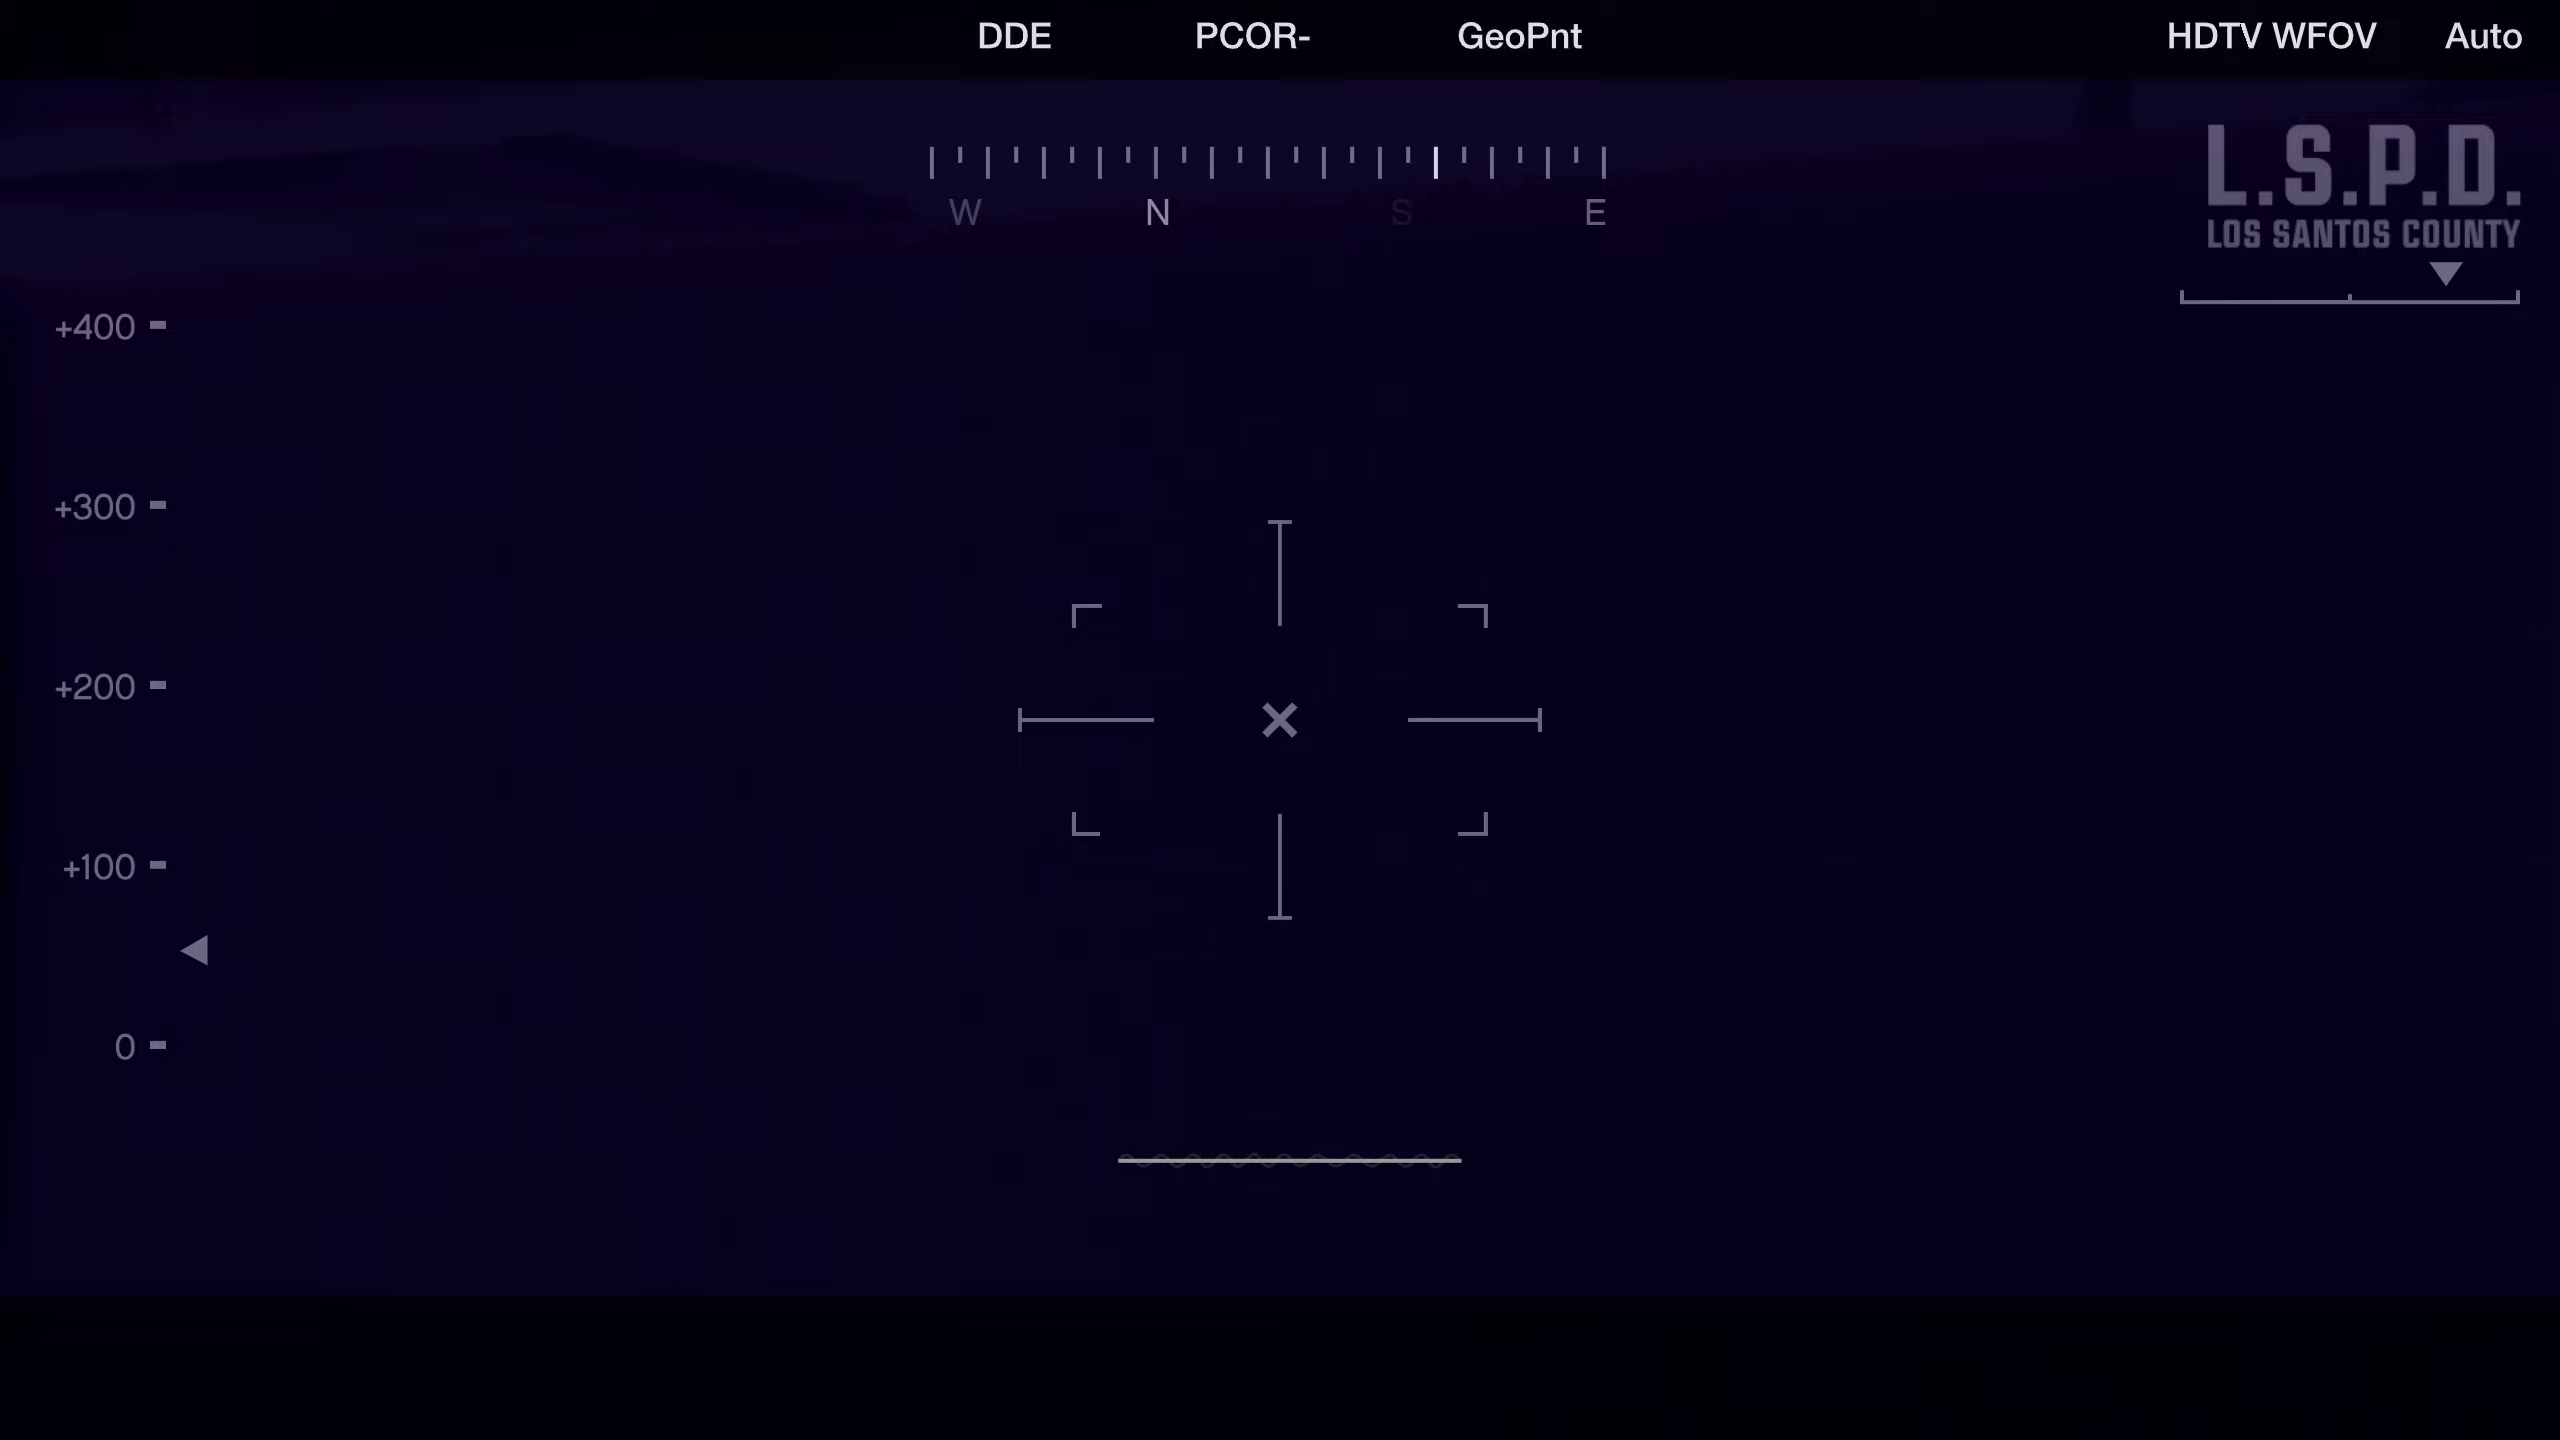 DDE PCOR- GeoPnt HDTV WFOV Auto
L.S.P.D.
LOS SANTOS COUNTY
W N S E
+400
+300
+200
+100
0